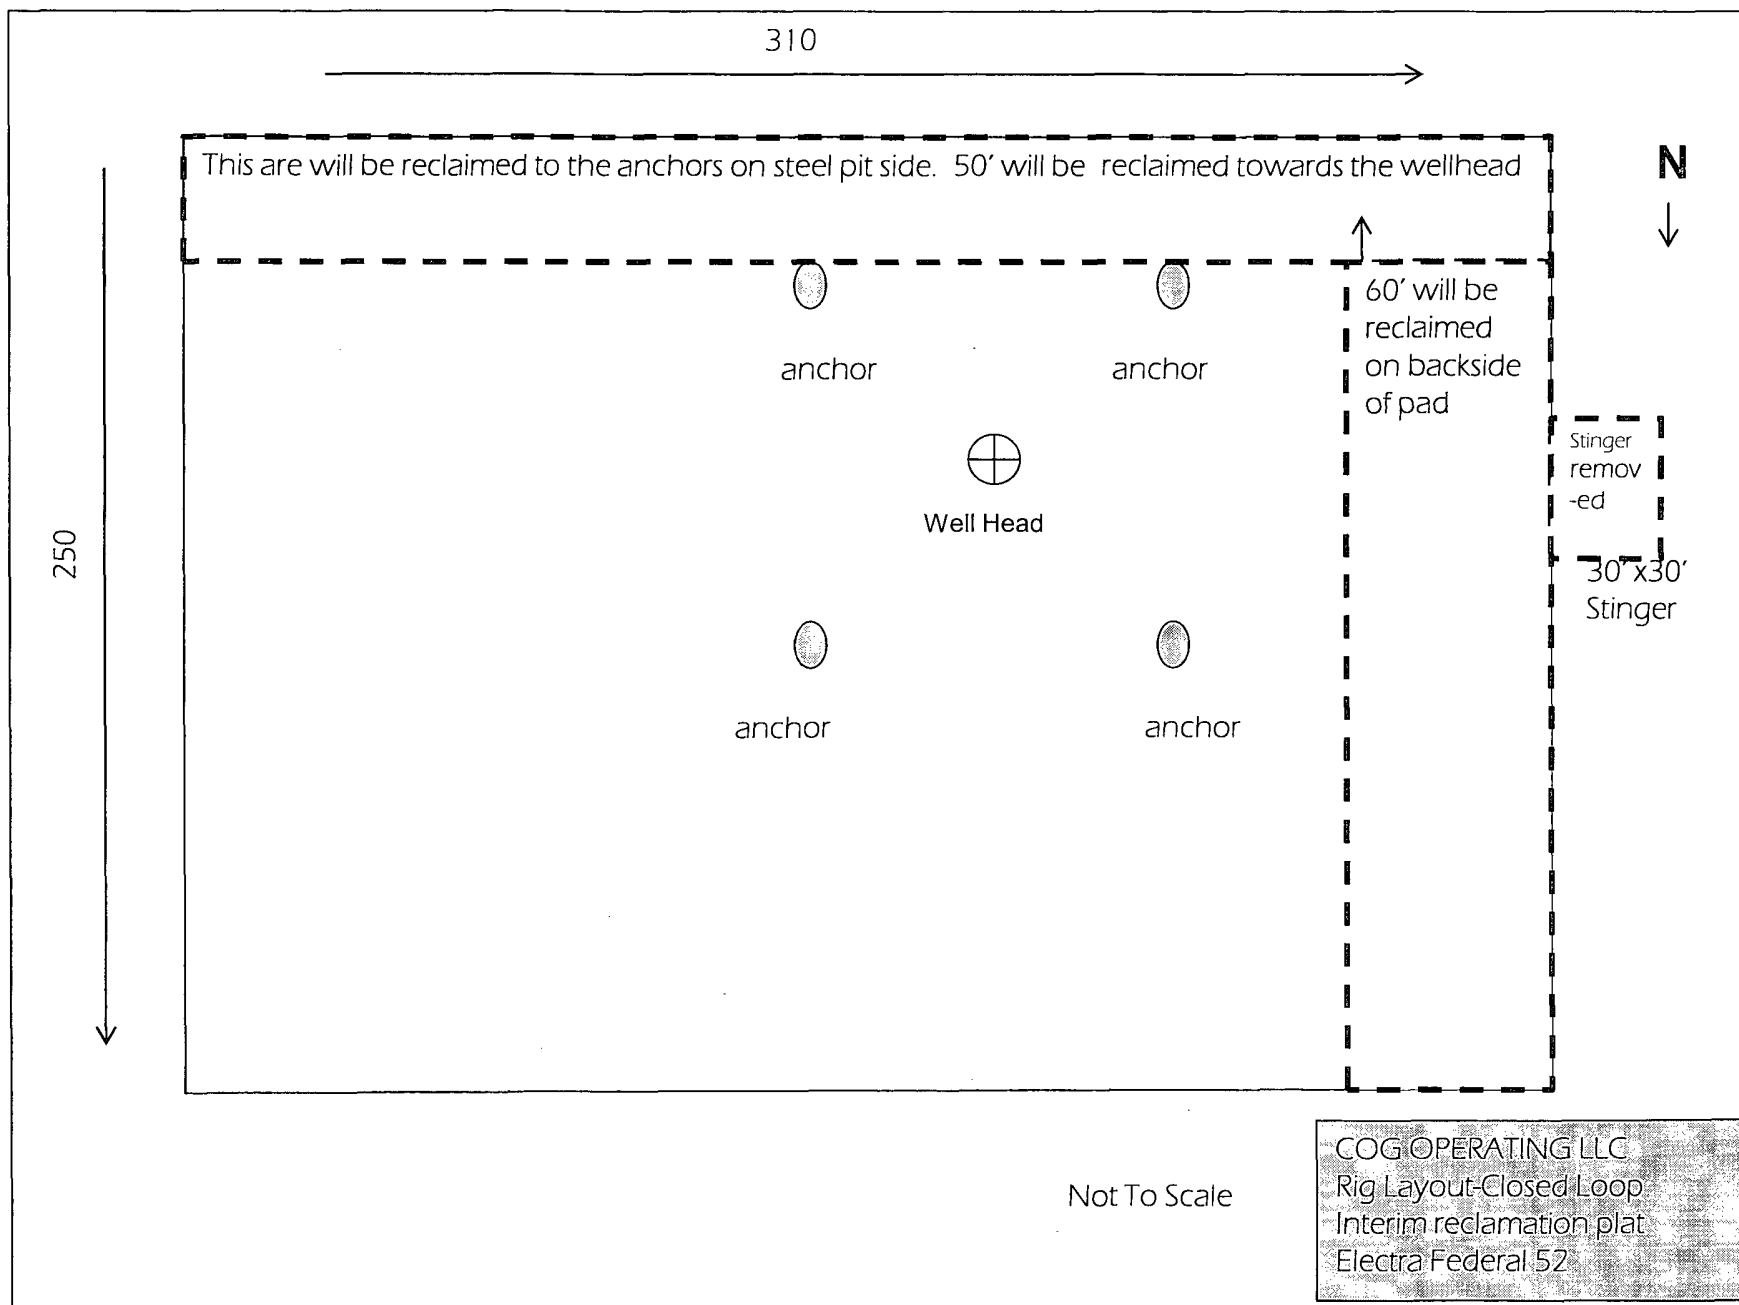 310
This are will be reclaimed to the anchors on steel pit side. 50' will be reclaimed towards the wellhead
N
60' will be
reclaimed
on backside
of pad
anchor
anchor
Stinger
remov
-ed
Well Head
250
30'x30'
Stinger
anchor
anchor
Not To Scale
COG OPERATING LLC
Rig Layout-Closed Loop
Interim reclamation plat
Electra Federal 52